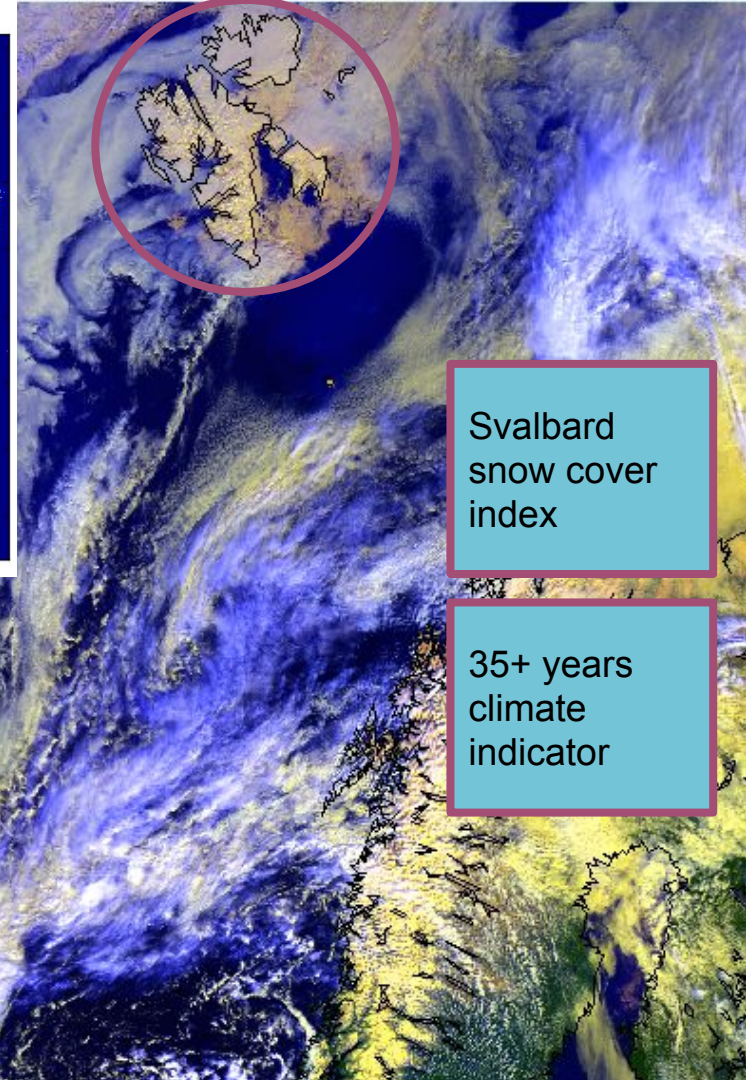 Svalbard
snow cover
index
35+ years
climate
indicator